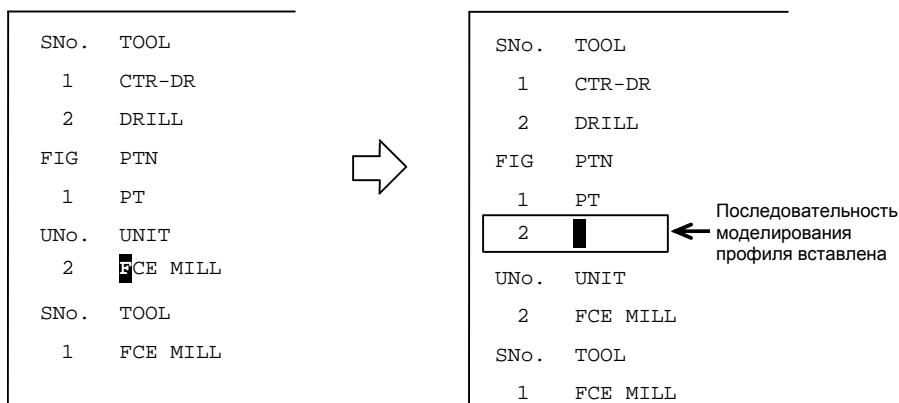 SNo. TOOL
1 CTR-DR
2 DRILL
FIG PTN
1 PT
UNo. UNIT
2 FCE MILL
SNo. TOOL
1 FCE MILL
SNo. TOOL
1 CTR-DR
2 DRILL
FIG PTN
1 PT
2
UNo. UNIT
2 FCE MILL
SNo. TOOL
1 FCE MILL
Последовательность
моделирования
профиля вставлена